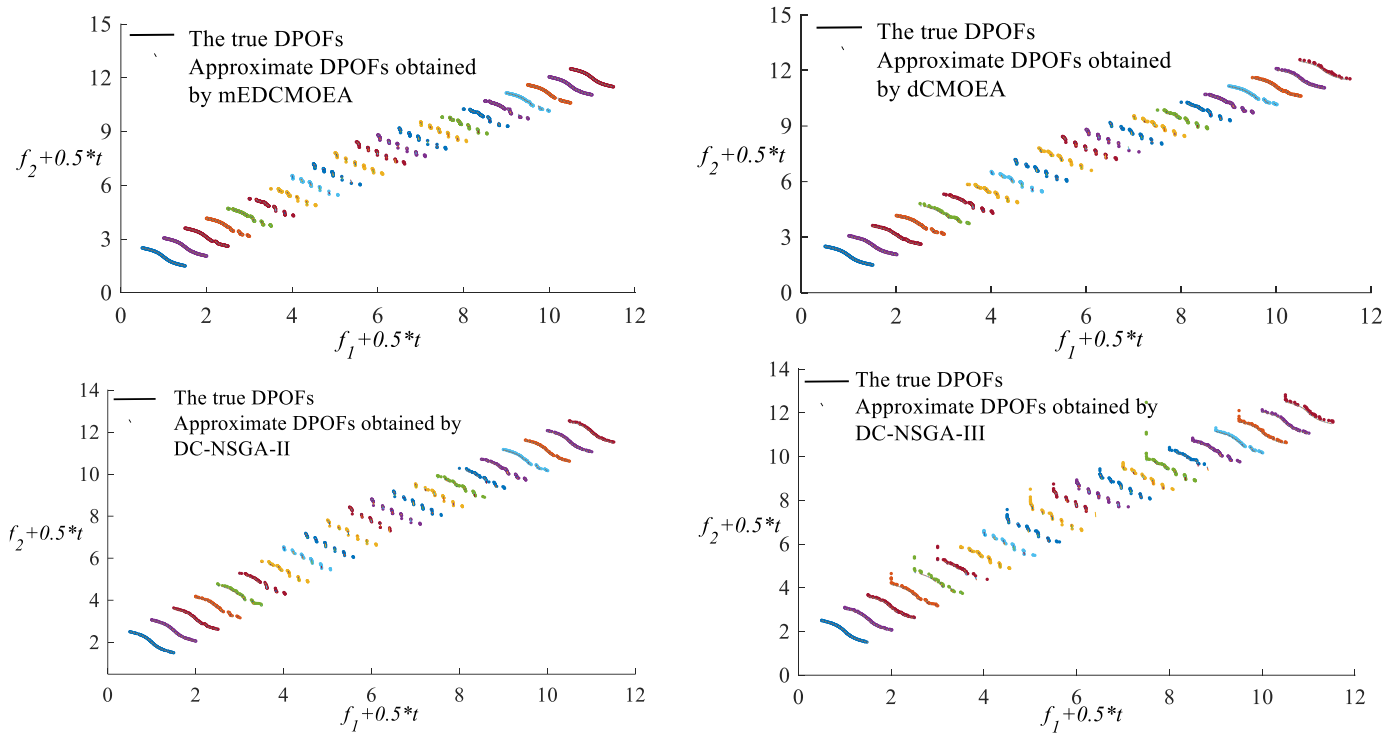 15
12
9
6
3
0
The true DPOFs
Approximate DPOFs obtained
by mEDCMOEA
f2+0.5*t
0 2 4 6 8 10 12
f1+0.5*t
15
12
9
6
3
0
The true DPOFs
Approximate DPOFs obtained
by dCMOEA
f2+0.5*t
0 2 4 6 8 10 12
f1+0.5*t
14
12
10
8
6
4
2
The true DPOFs
Approximate DPOFs obtained by
DC-NSGA-II
f2+0.5*t
0 2 4 6 8 10 12
f1+0.5*t
14
12
10
8
6
4
2
0
The true DPOFs
Approximate DPOFs obtained by
DC-NSGA-III
f2+0.5*t
0 2 4 6 8 10 12
f1+0.5*t